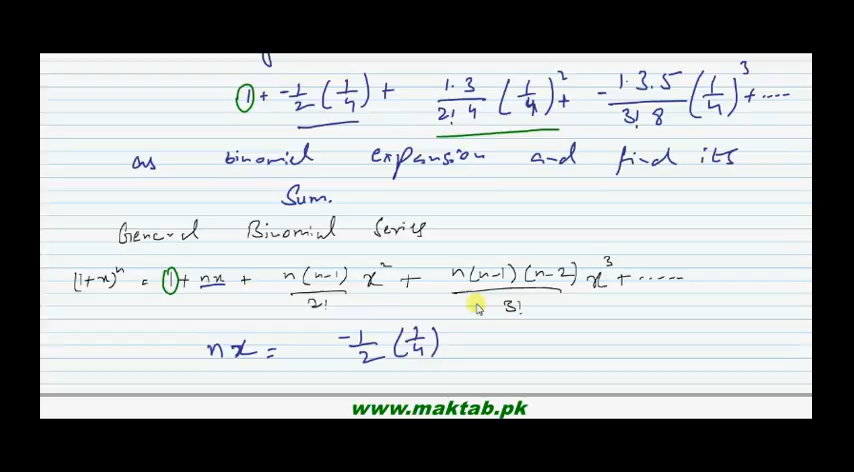 1 + -1/2 (1/4) + 1·3/2!·4 (1/4)² + -1·3·5/3!·8 (1/4)³ + ....
as binomial expansion and find its
Sum.
General Binomial Series
(1+x)ⁿ = 1 + nx + n(n-1)/2! x² + n(n-1)(n-2)/3! x³ + ......
nx = -1/2 (1/4)
www.maktab.pk